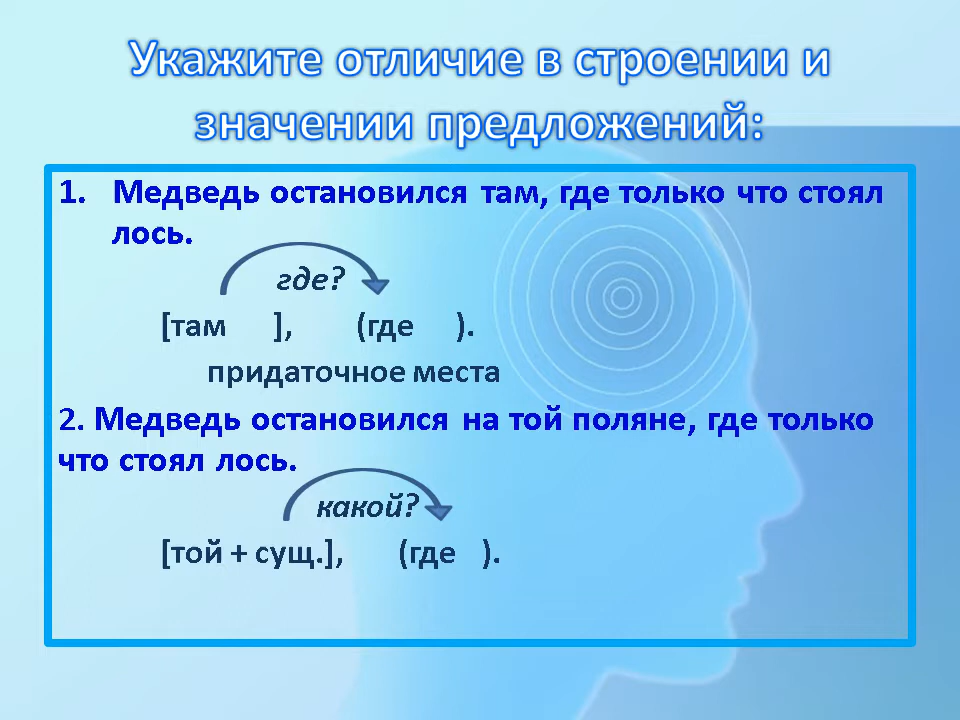 Укажите отличие в строении и
значении предложений:
1. Медведь остановился там, где только что стоял
лось.
где?
[там ], (где ).
придаточное места
2. Медведь остановился на той поляне, где только
что стоял лось.
какой?
[той + сущ.], (где ).